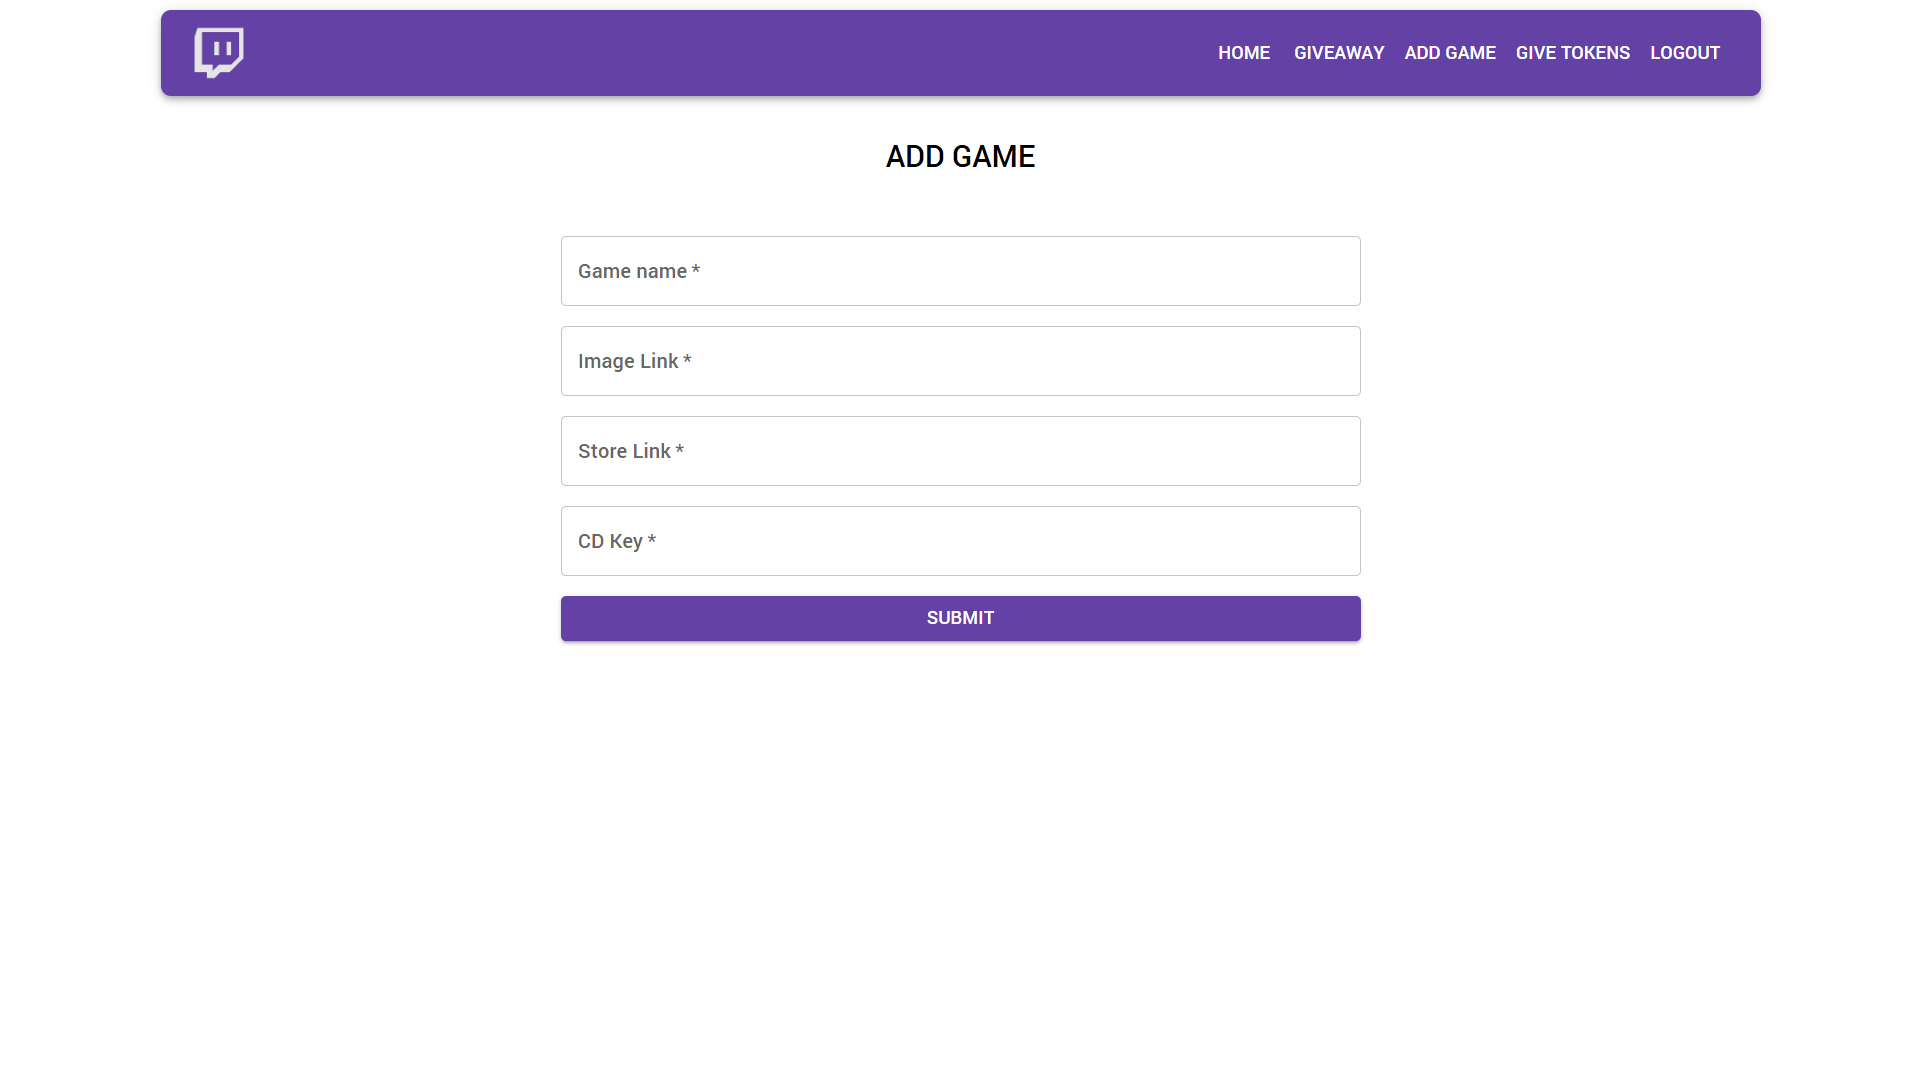 HOME GIVEAWAY ADD GAME GIVE TOKENS LOGOUT
ADD GAME
Game name *
Image Link *
Store Link *
CD Key *
SUBMIT